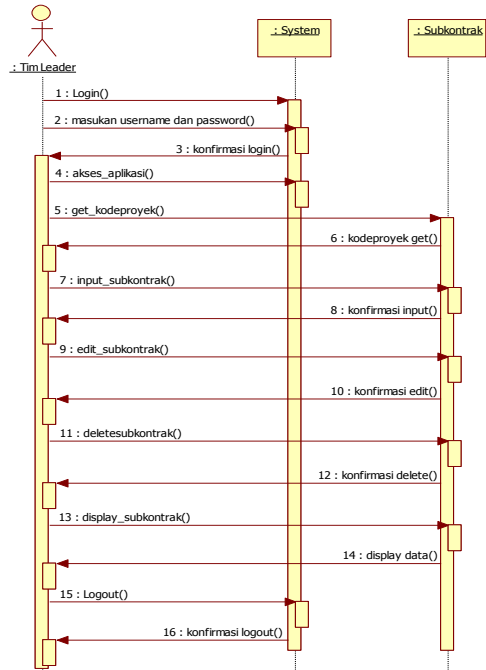 : System
: Subkontrak
: Tim Leader
1 : Login()
2 : masukan username dan password()
3 : konfirmasi login()
4 : akses_aplikasi()
5 : get_kodeproyek()
6 : kodeproyek get()
7 : input_subkontrak()
8 : konfirmasi input()
9 : edit_subkontrak()
10 : konfirmasi edit()
11 : deletesubkontrak()
12 : konfirmasi delete()
13 : display_subkontrak()
14 : display data()
15 : Logout()
16 : konfirmasi logout()